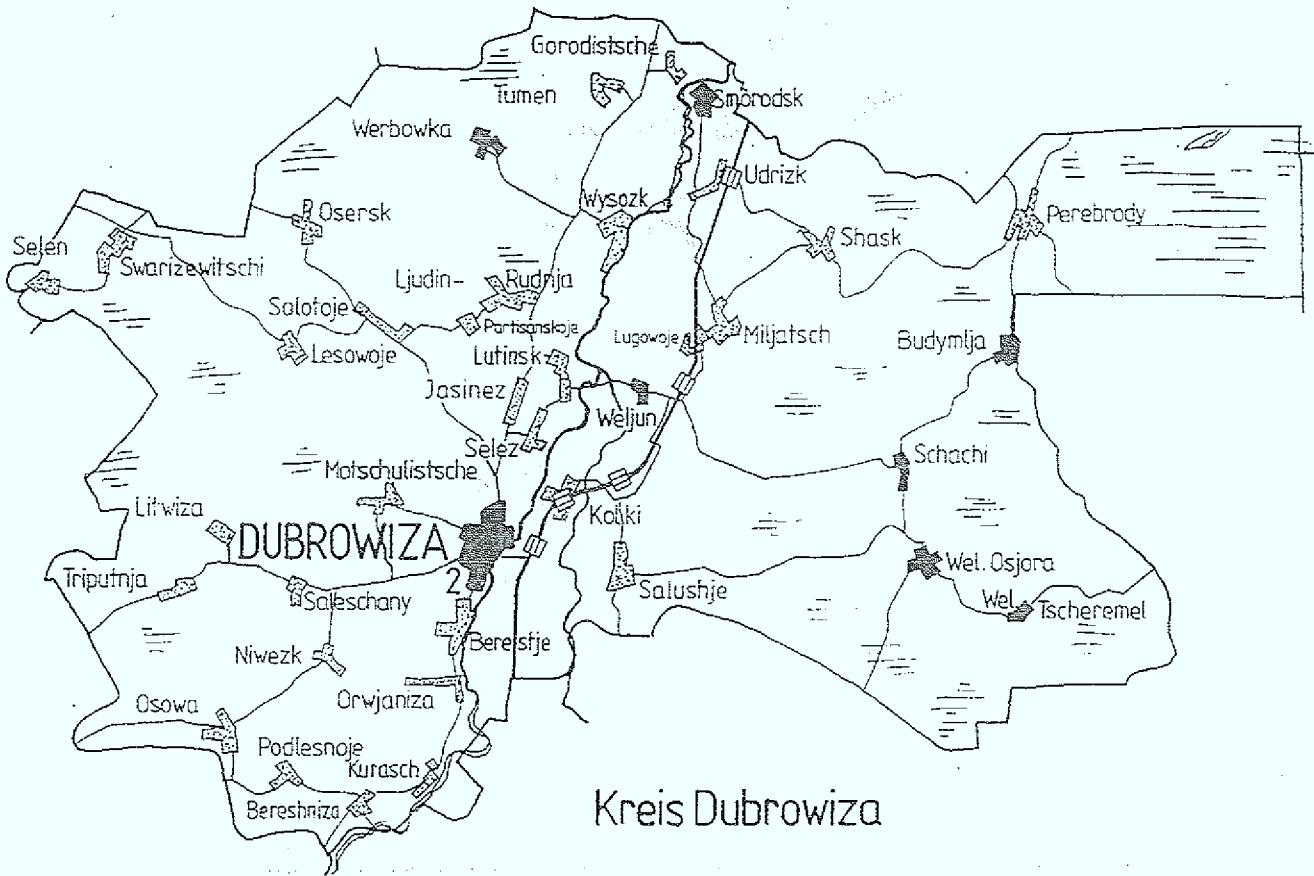 Gorodistsche
Tumen
Smorodsk
Werbowka
Udrizk
Wysozk
Osersk
Perebrody
Selen
Swarizewitschi
Shask
Ljudin-
Rudnja
Solotoje
Partisanskoje
Lugowoje
Miljatsch
Budymlja
Lesowoje
Lutinsk
Jasinez
Weljun
Selez
Schachi
Motschulistsche
Litwiza
Kolki
DUBROWIZA
2
Wel. Osjora
Triputnja
Saleschany
Salushje
Wel.
Tscheremel
Berestje
Niwezk
Orwjaniza
Osowa
Podlesnoje
Kurasch
Bereshniza
Kreis Dubrowiza